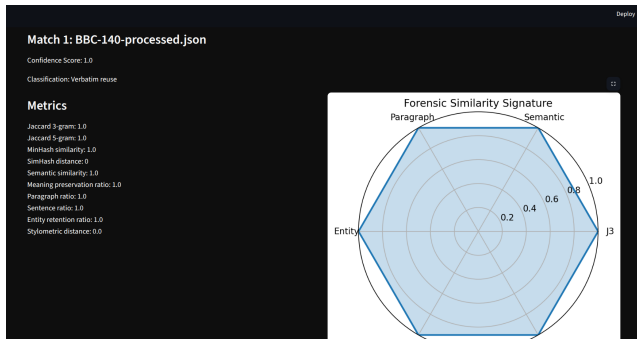 Deploy
Match 1: BBC-140-processed.json
Confidence Score: 1.0
Classification: Verbatim reuse
Metrics
Jaccard 3-gram: 1.0
Jaccard 5-gram: 1.0
MinHash similarity: 1.0
SimHash distance: 0
Semantic similarity: 1.0
Meaning preservation ratio: 1.0
Paragraph ratio: 1.0
Sentence ratio: 1.0
Entity retention ratio: 1.0
Stylometric distance: 0.0
Forensic Similarity Signature
Paragraph
Semantic
1.0
0.8
0.6
0.4
0.2
Entity
J3